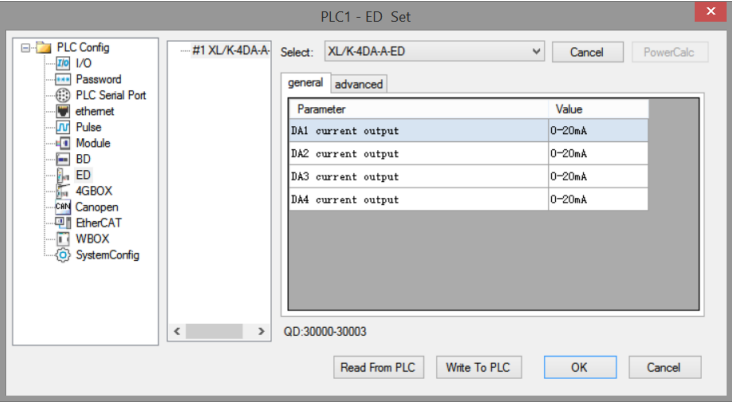 PLC1 - ED Set
PLC Config
I/O
Password
PLC Serial Port
ethernet
Pulse
Module
BD
ED
4GBOX
Canopen
EtherCAT
WBOX
SystemConfig
#1 XL/K-4DA-A-
Select: XL/K-4DA-A-ED Cancel PowerCalc
general advanced
Parameter Value
DA1 current output 0-20mA
DA2 current output 0-20mA
DA3 current output 0-20mA
DA4 current output 0-20mA
QD:30000-30003
Read From PLC Write To PLC OK Cancel